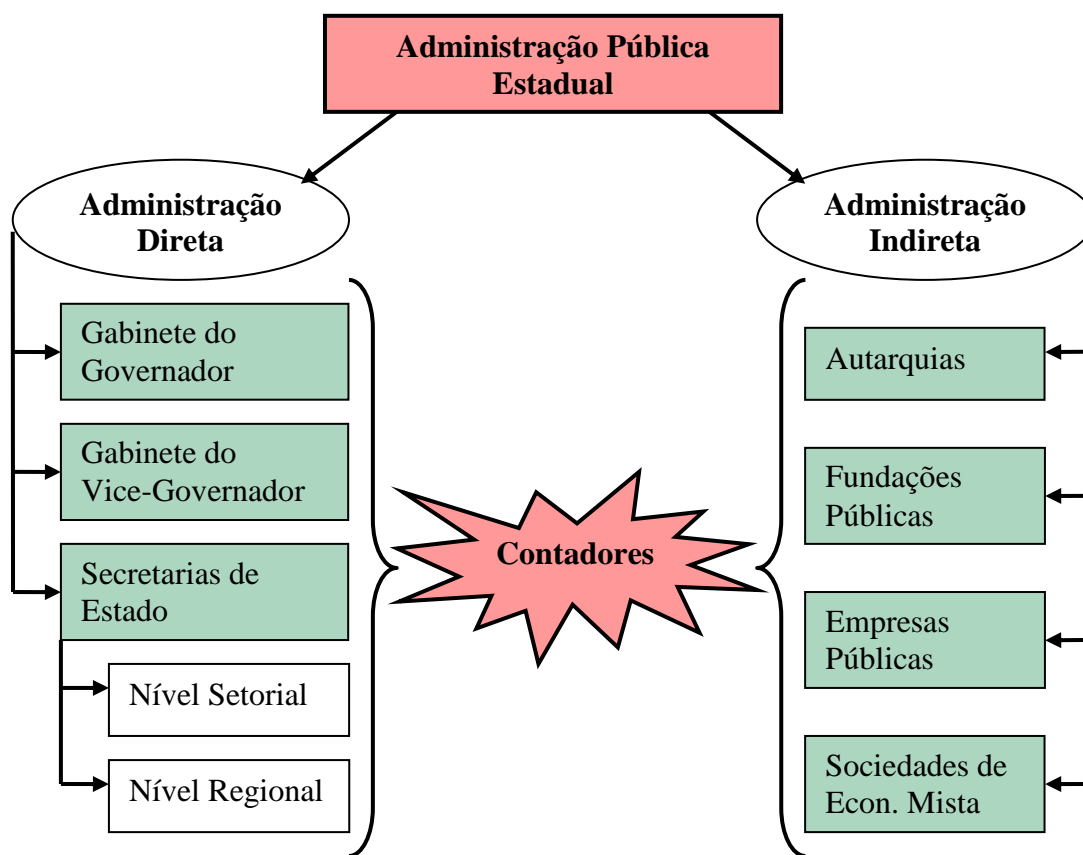 Administração Pública
Estadual
Administração
Direta
Administração
Indireta
Gabinete do
Governador
Gabinete do
Vice-Governador
Secretarias de
Estado
Nível Setorial
Nível Regional
Contadores
Autarquias
Fundações
Públicas
Empresas
Públicas
Sociedades de
Econ. Mista